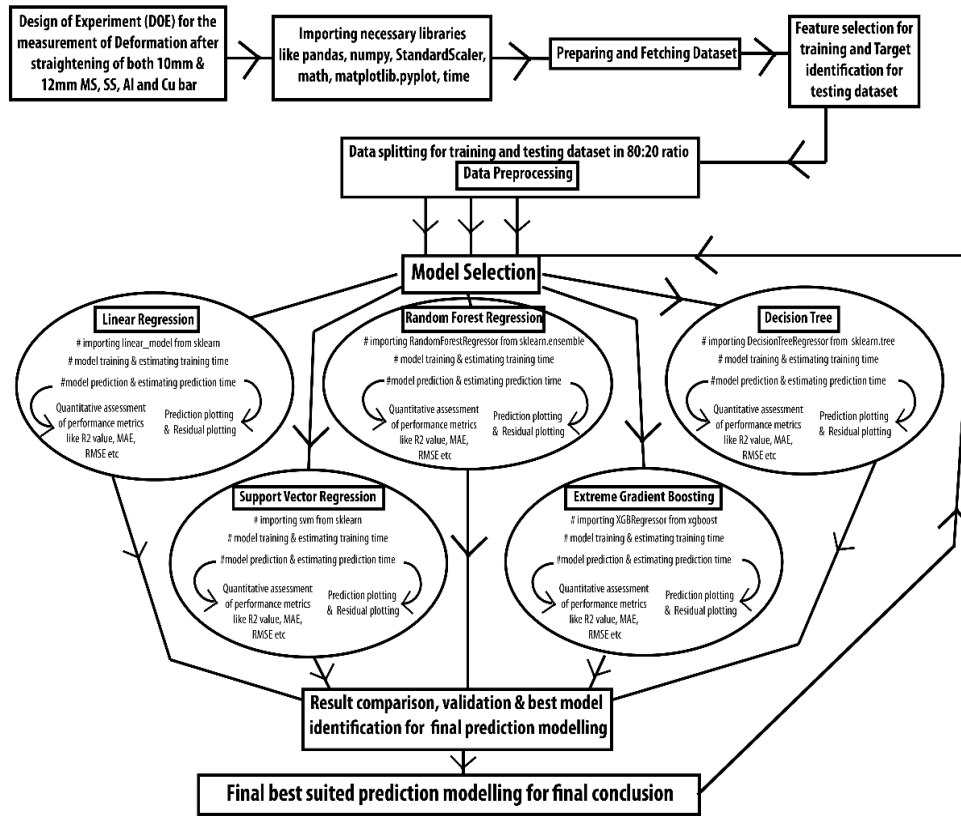 Design of Experiment (DOE) for the
measurement of Deformation after
straightening of both 10mm &
12mm MS, SS, Al and Cu bar
Importing necessary libraries
like pandas, numpy, StandardScaler,
math, matplotlib.pyplot, time
Preparing and Fetching Dataset
Feature selection for
training and Target
identification for
testing dataset
Data splitting for training and testing dataset in 80:20 ratio
Data Preprocessing
Model Selection
Linear Regression
# importing linear_model from sklearn
# model training & estimating training time
#model prediction & estimating prediction time
Quantitative assessment
of performance metrics
like R2 value, MAE,
RMSE etc
Prediction plotting
& Residual plotting
Random Forest Regression
# importing RandomForestRegressor from sklearn.ensemble
# model training & estimating training time
#model prediction & estimating prediction time
Quantitative assessment
of performance metrics
like R2 value, MAE,
RMSE etc
Prediction plotting
& Residual plotting
Decision Tree
# importing DecisionTreeRegressor from sklearn.tree
# model training & estimating training time
#model prediction & estimating prediction time
Quantitative assessment
of performance metrics
like R2 value, MAE,
RMSE etc
Prediction plotting
& Residual plotting
Support Vector Regression
# importing svm from sklearn
# model training & estimating training time
#model prediction & estimating prediction time
Quantitative assessment
of performance metrics
like R2 value, MAE,
RMSE etc
Prediction plotting
& Residual plotting
Extreme Gradient Boosting
# importing XGBRegressor from xgboost
# model training & estimating training time
#model prediction & estimating prediction time
Quantitative assessment
of performance metrics
like R2 value, MAE,
RMSE etc
Prediction plotting
& Residual plotting
Result comparison, validation & best model
identification for final prediction modelling
Final best suited prediction modelling for final conclusion